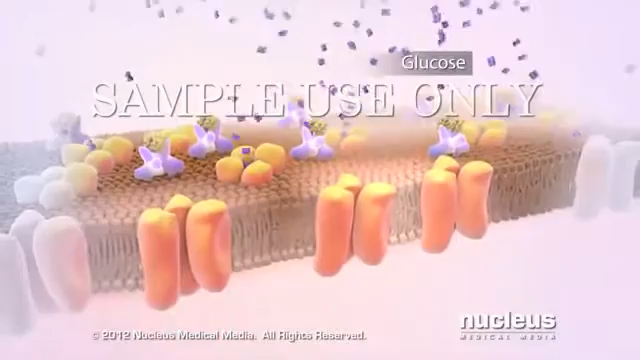 Glucose
SAMPLE USE ONLY
© 2012 Nucleus Medical Media. All Rights Reserved.
nucleus
MEDICAL MEDIA